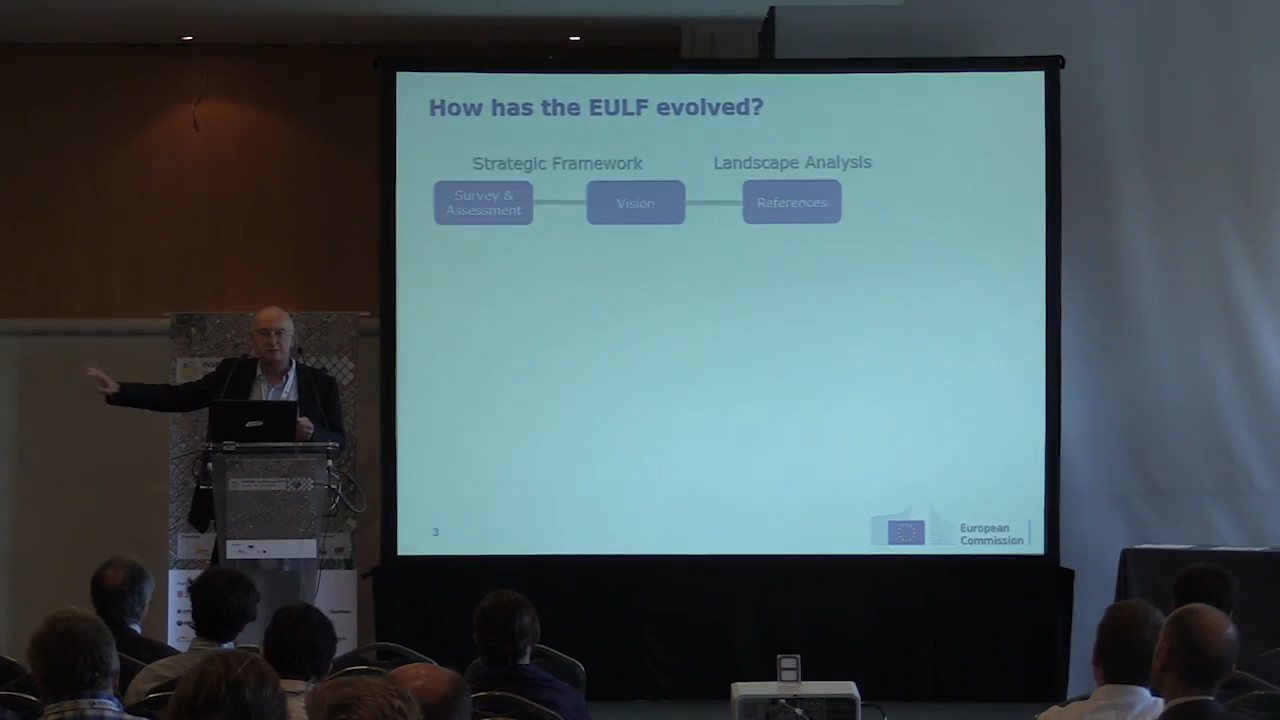 How has the EULF evolved?
Strategic Framework
Landscape Analysis
Survey &
Assessment
Vision
References
3
European
Commission